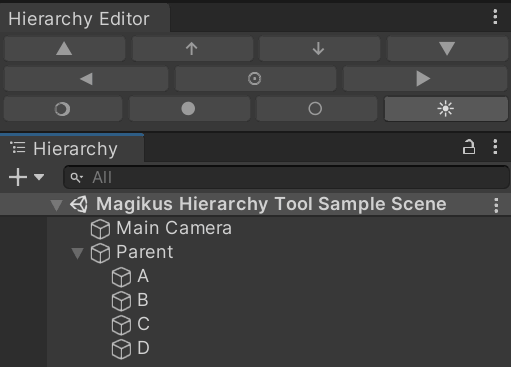 Hierarchy Editor
Hierarchy
All
Magikus Hierarchy Tool Sample Scene
Main Camera
Parent
A
B
C
D